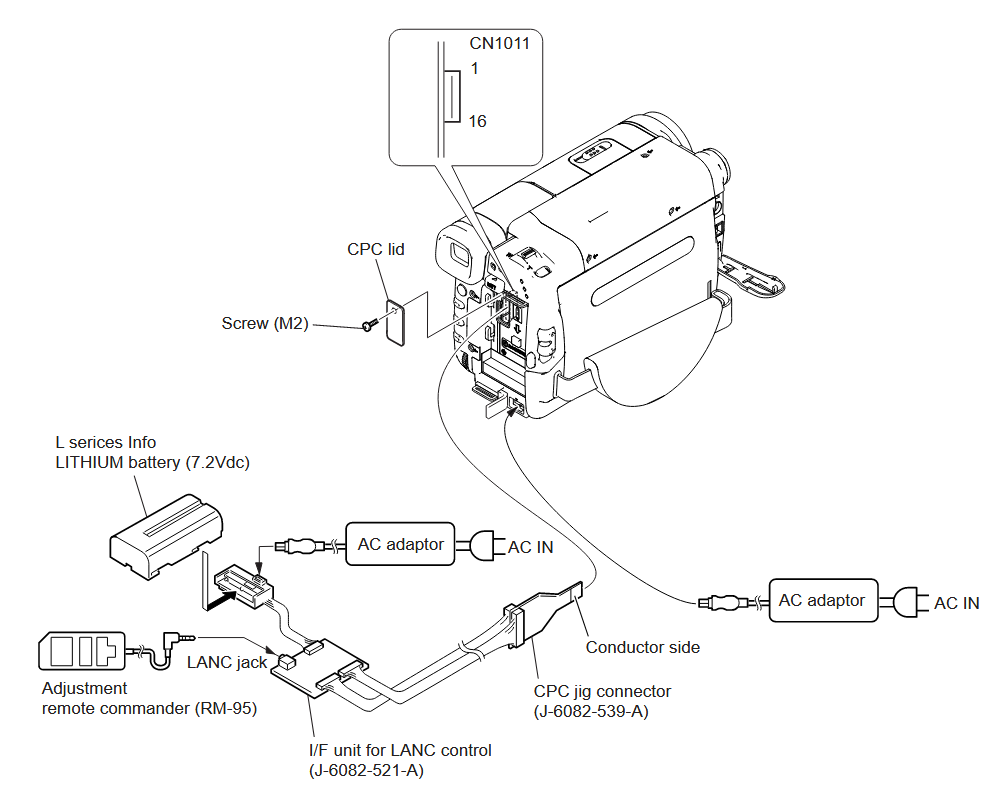 CN1011
1
16
CPC lid
Screw (M2)
L serices Info
LITHIUM battery (7.2Vdc)
AC adaptor
AC IN
AC adaptor
AC IN
LANC jack
Conductor side
Adjustment
remote commander (RM-95)
CPC jig connector
(J-6082-539-A)
I/F unit for LANC control
(J-6082-521-A)